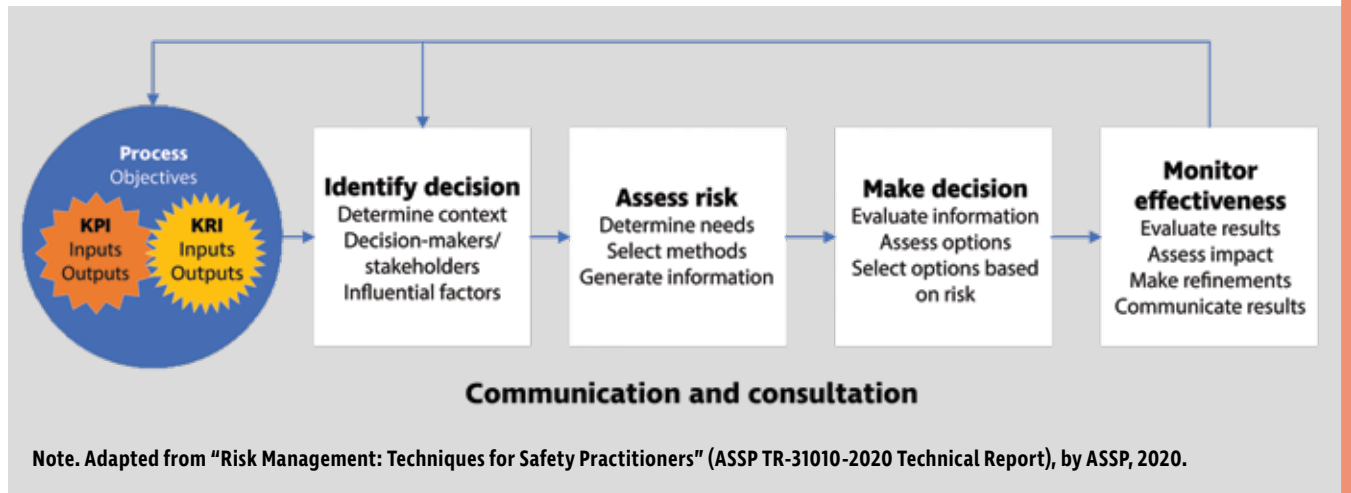 Process
Objectives
KPI
Inputs
Outputs
KRI
Inputs
Outputs
Identify decision
Determine context
Decision-makers/
stakeholders
Influential factors
Assess risk
Determine needs
Select methods
Generate information
Make decision
Evaluate information
Assess options
Select options based
on risk
Monitor
effectiveness
Evaluate results
Assess impact
Make refinements
Communicate results
Communication and consultation
Note. Adapted from “Risk Management: Techniques for Safety Practitioners” (ASSP TR-31010-2020 Technical Report), by ASSP, 2020.